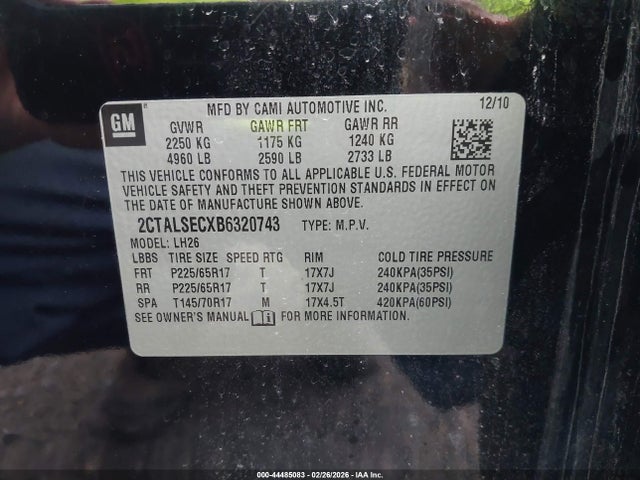 GM
MFD BY CAMI AUTOMOTIVE INC. 12/10
GVWR GAWR FRT GAWR RR
2250 KG 1175 KG 1240 KG
4960 LB 2590 LB 2733 LB
THIS VEHICLE CONFORMS TO ALL APPLICABLE U.S. FEDERAL MOTOR
VEHICLE SAFETY AND THEFT PREVENTION STANDARDS IN EFFECT ON
THE DATE OF MANUFACTURE SHOWN ABOVE.
2CTALSECXB6320743 TYPE: M.P.V.
MODEL: LH26
LBBS TIRE SIZE SPEED RTG RIM COLD TIRE PRESSURE
FRT P225/65R17 T 17X7J 240KPA(35PSI)
RR P225/65R17 T 17X7J 240KPA(35PSI)
SPA T145/70R17 M 17X4.5T 420KPA(60PSI)
SEE OWNER'S MANUAL FOR MORE INFORMATION.
000-44485083 - 02/26/2026 - IAA Inc.